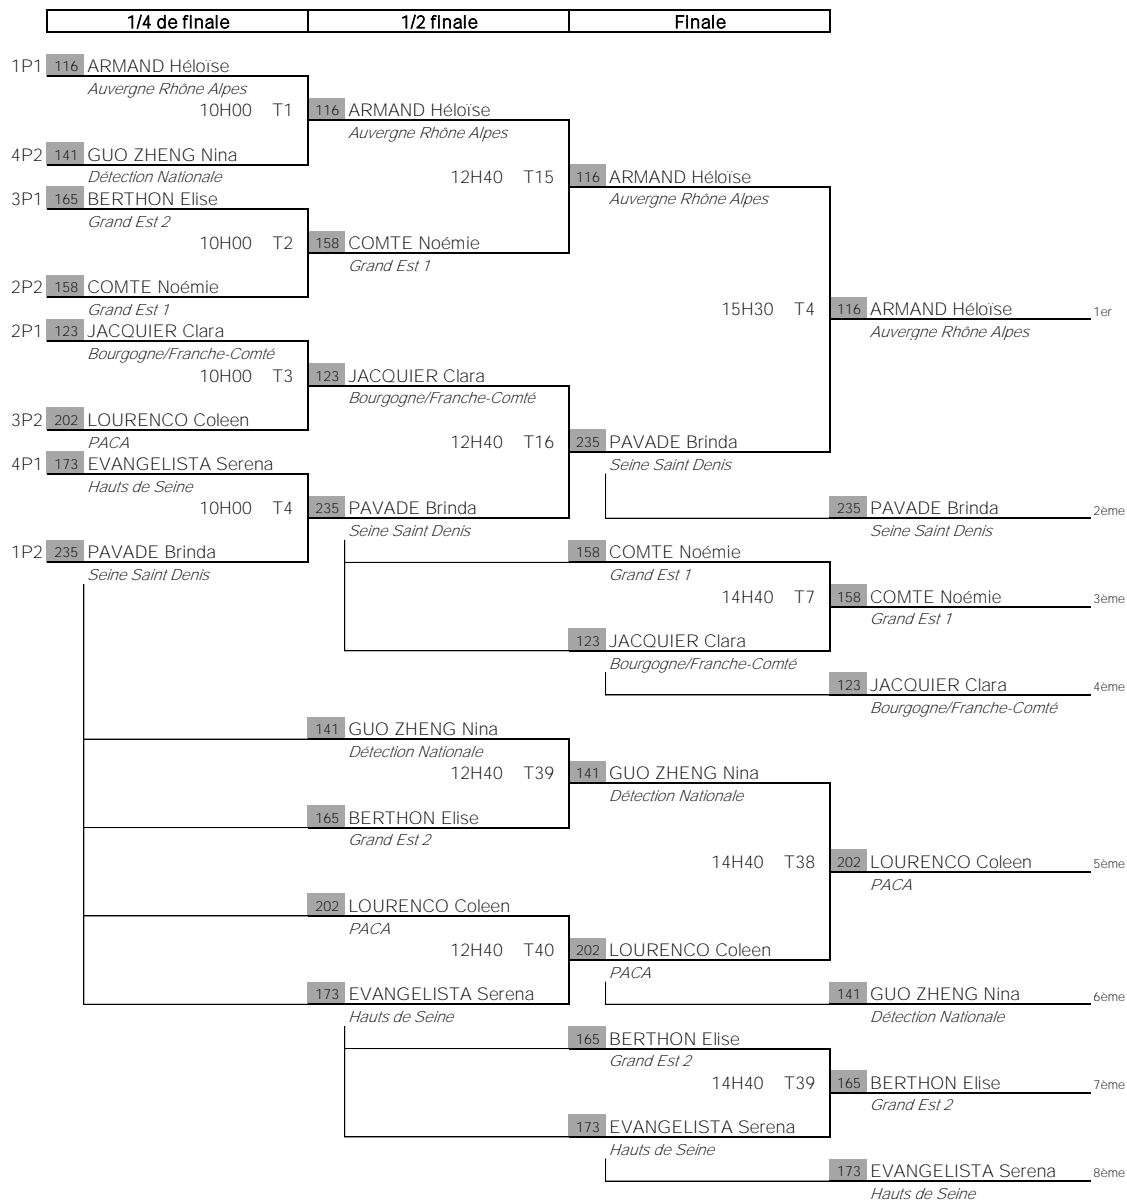 1/4 de finale 1/2 finale Finale
1P1 116 ARMAND Héloïse
Auvergne Rhône Alpes
10H00 T1 116 ARMAND Héloïse
Auvergne Rhône Alpes
4P2 141 GUO ZHENG Nina
Détection Nationale 12H40 T15 116 ARMAND Héloïse
3P1 165 BERTHON Elise Auvergne Rhône Alpes
Grand Est 2
10H00 T2 158 COMTE Noémie
Grand Est 1
2P2 158 COMTE Noémie
Grand Est 1 15H30 T4 116 ARMAND Héloïse 1er
2P1 123 JACQUIER Clara Auvergne Rhône Alpes
Bourgogne/Franche-Comté
10H00 T3 123 JACQUIER Clara
Bourgogne/Franche-Comté
3P2 202 LOURENCO Coleen
PACA 12H40 T16 235 PAVADE Brinda
4P1 173 EVANGELISTA Serena Seine Saint Denis
Hauts de Seine
10H00 T4 235 PAVADE Brinda 235 PAVADE Brinda 2ème
Seine Saint Denis Seine Saint Denis
1P2 235 PAVADE Brinda 158 COMTE Noémie
Seine Saint Denis Grand Est 1
14H40 T7 158 COMTE Noémie 3ème
Grand Est 1
123 JACQUIER Clara
Bourgogne/Franche-Comté
123 JACQUIER Clara 4ème
Bourgogne/Franche-Comté
141 GUO ZHENG Nina
Détection Nationale
12H40 T39 141 GUO ZHENG Nina
Détection Nationale
165 BERTHON Elise
Grand Est 2
14H40 T38 202 LOURENCO Coleen 5ème
PACA
202 LOURENCO Coleen
PACA
12H40 T40 202 LOURENCO Coleen
PACA
173 EVANGELISTA Serena 141 GUO ZHENG Nina 6ème
Hauts de Seine Détection Nationale
165 BERTHON Elise
Grand Est 2
14H40 T39 165 BERTHON Elise 7ème
Grand Est 2
173 EVANGELISTA Serena
Hauts de Seine
173 EVANGELISTA Serena 8ème
Hauts de Seine